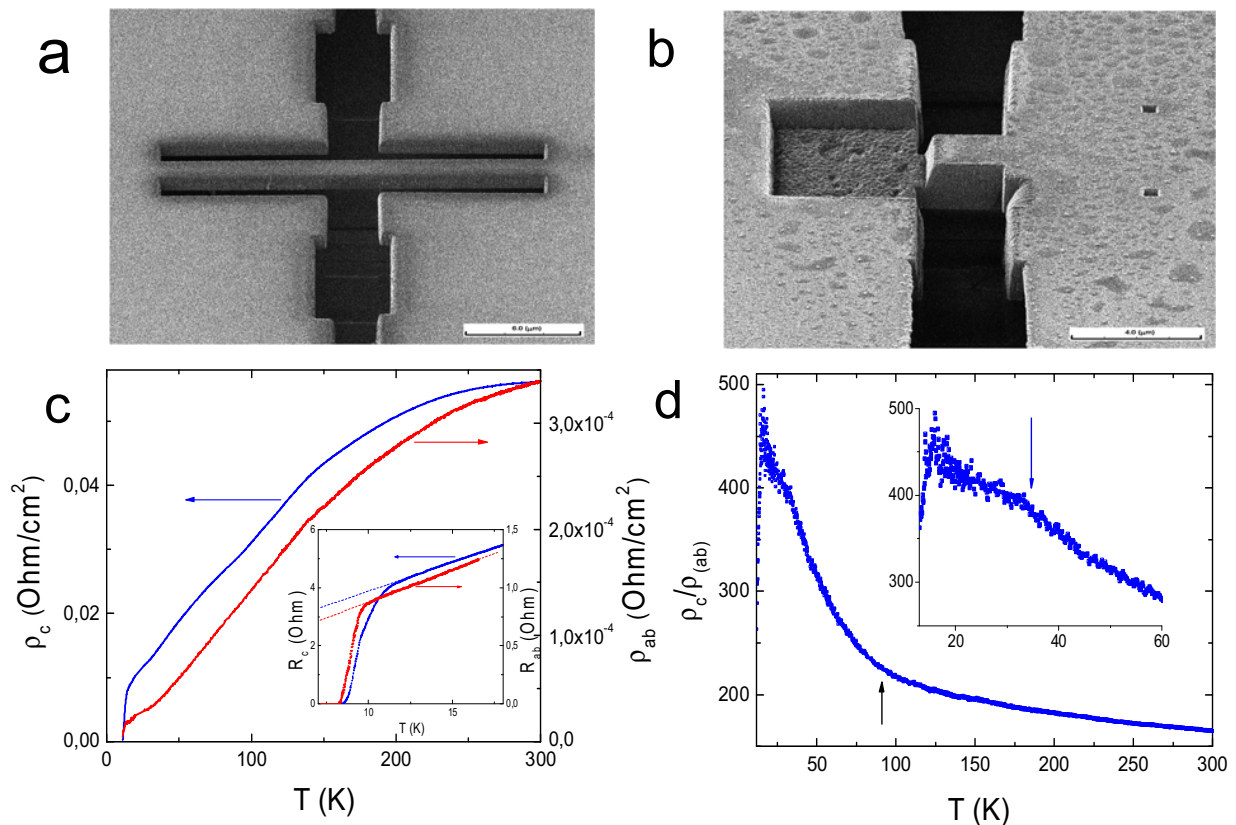 a
b
6.0 (μm)
4.0 (μm)
c
ρc (Ohm/cm2)
0,04
0,02
0,00
0
100
200
300
T (K)
3,0x10-4
2,0x10-4
1,0x10-4
0,0
ρab (Ohm/cm2)
6
4
2
0
Rc (Ohm)
10
15
T (K)
1,5
1,0
0,5
0,0
Rab (Ohm)
d
ρc/ρ(ab)
500
400
300
200
50
100
150
200
250
300
T (K)
500
400
300
20
40
60